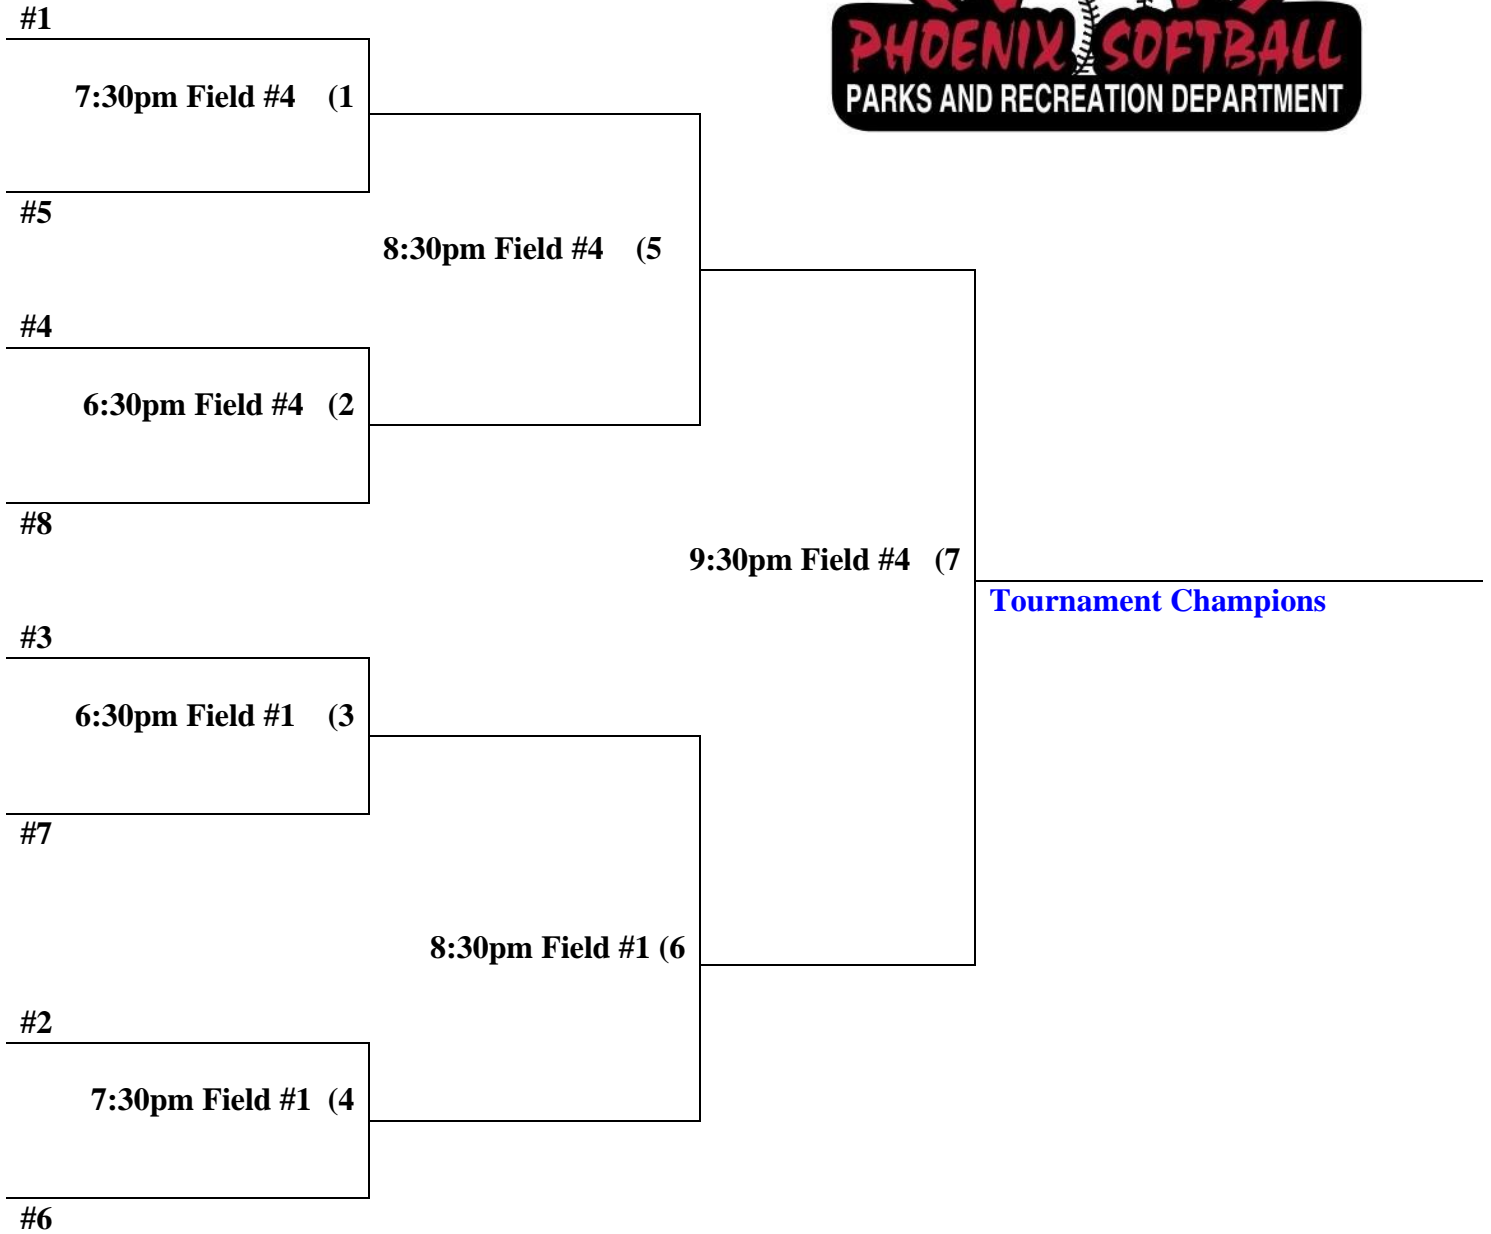 #1
PHOENIX SOFTBALL
PARKS AND RECREATION DEPARTMENT
7:30pm Field #4 (1
#5
8:30pm Field #4 (5
#4
6:30pm Field #4 (2
#8
9:30pm Field #4 (7
Tournament Champions
#3
6:30pm Field #1 (3
#7
8:30pm Field #1 (6
#2
7:30pm Field #1 (4
#6